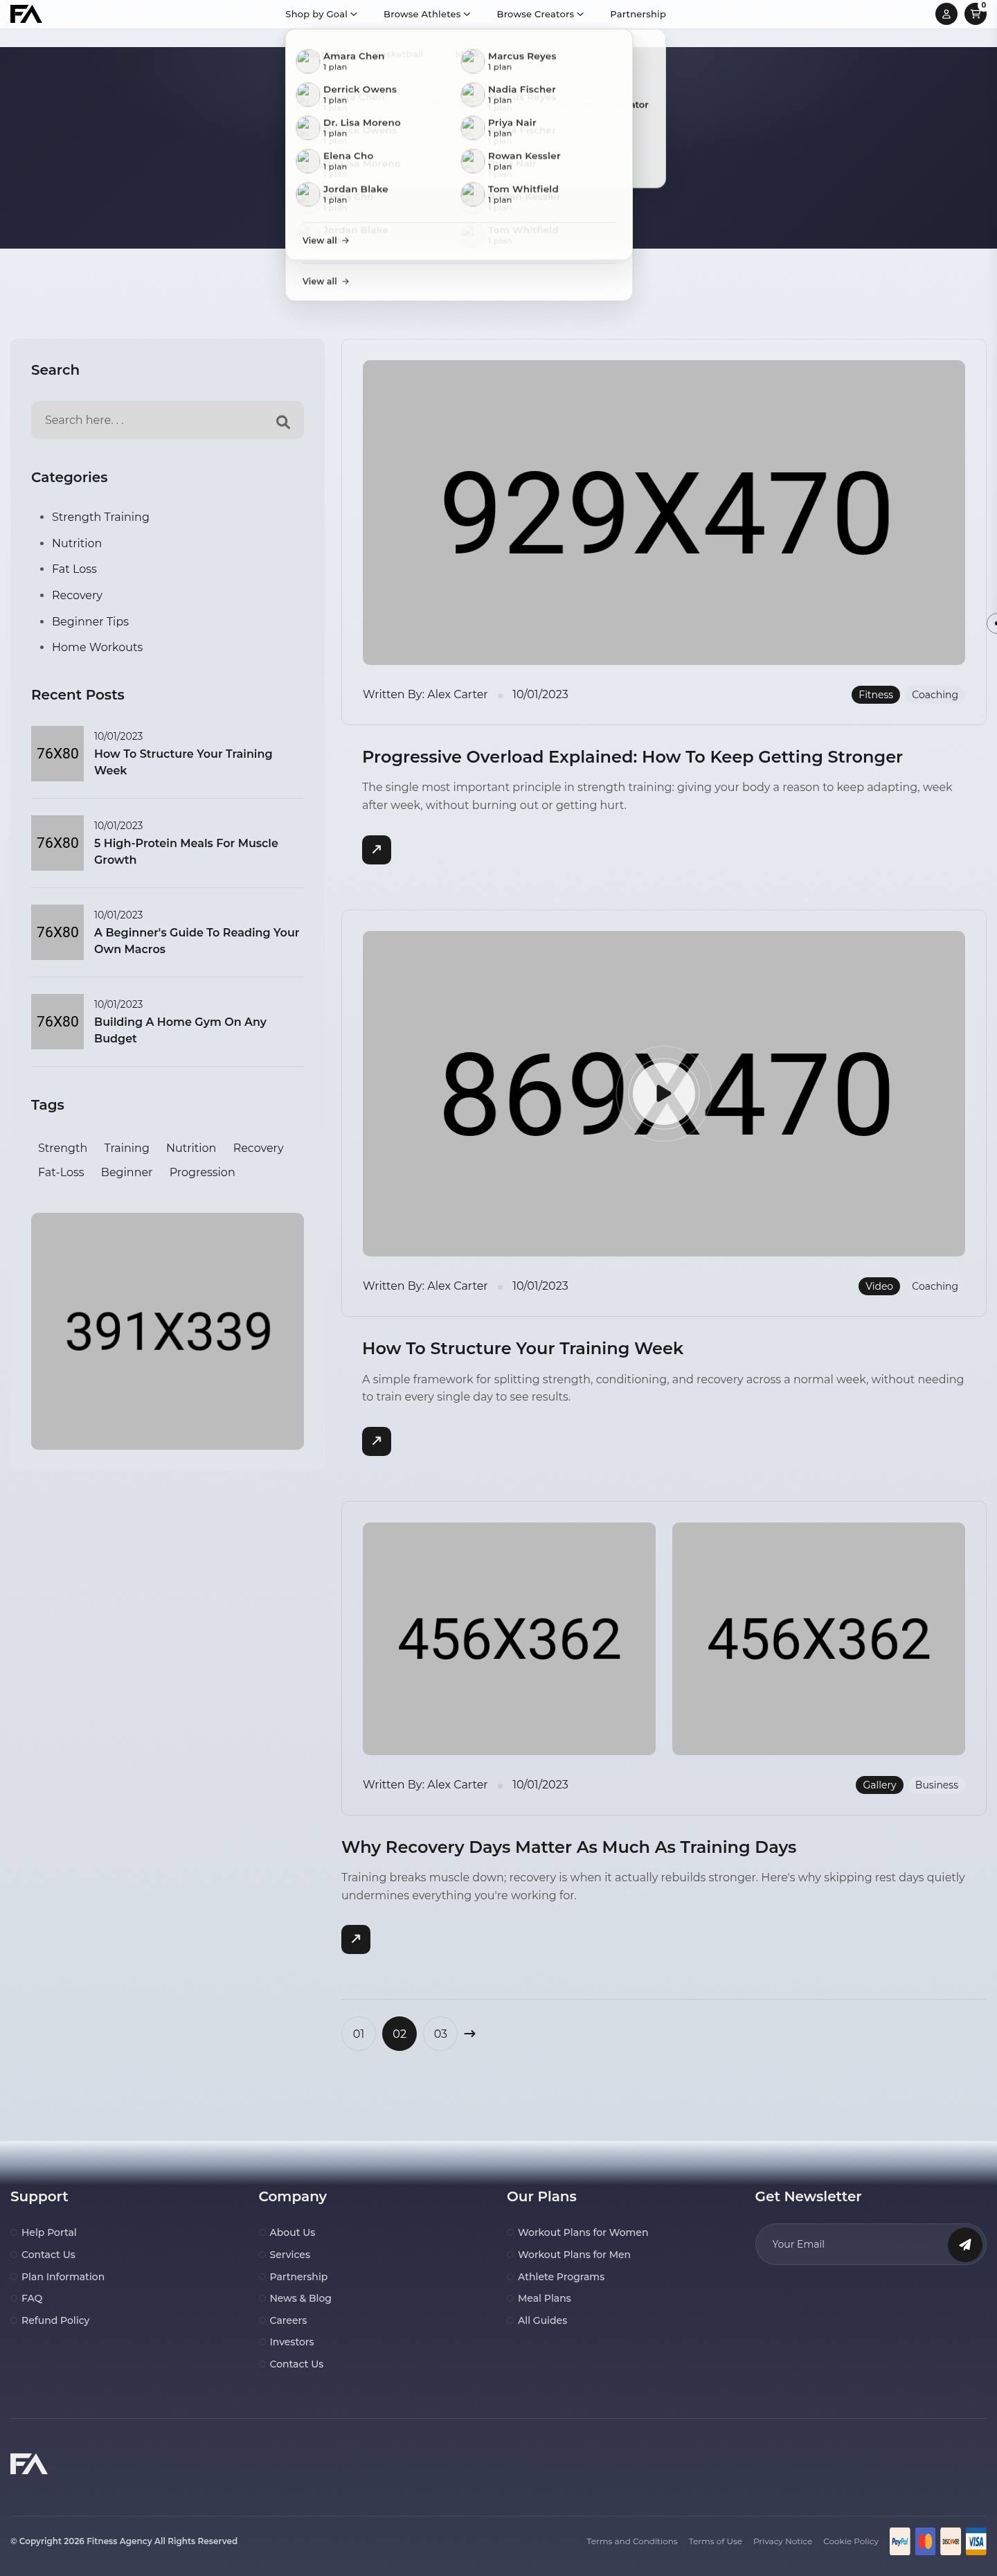 FA
Shop by Goal
Browse Athletes
Browse Creators
Partnership
0
Amara Chen
1 plan
Marcus Reyes
1 plan
Derrick Owens
1 plan
Nadia Fischer
1 plan
Dr. Lisa Moreno
1 plan
Priya Nair
1 plan
Elena Cho
1 plan
Rowan Kessler
1 plan
Jordan Blake
1 plan
Tom Whitfield
1 plan
Jordan Blake
Tom Whitfield
View all
View all
Search
Search here. . .
Categories
Strength Training
Nutrition
Fat Loss
Recovery
Beginner Tips
Home Workouts
Recent Posts
76X80
10/01/2023
How To Structure Your Training
Week
76X80
10/01/2023
5 High-Protein Meals For Muscle
Growth
76X80
10/01/2023
A Beginner's Guide To Reading Your
Own Macros
76X80
10/01/2023
Building A Home Gym On Any
Budget
Tags
Strength Training Nutrition Recovery
Fat-Loss Beginner Progression
391X339
929X470
Written By: Alex Carter 10/01/2023
Fitness Coaching
Progressive Overload Explained: How To Keep Getting Stronger
The single most important principle in strength training: giving your body a reason to keep adapting, week
after week, without burning out or getting hurt.
869X470
Written By: Alex Carter 10/01/2023
Video Coaching
How To Structure Your Training Week
A simple framework for splitting strength, conditioning, and recovery across a normal week, without needing
to train every single day to see results.
456X362
456X362
Written By: Alex Carter 10/01/2023
Gallery Business
Why Recovery Days Matter As Much As Training Days
Training breaks muscle down; recovery is when it actually rebuilds stronger. Here's why skipping rest days quietly
undermines everything you're working for.
01 02 03
Support
Help Portal
Contact Us
Plan Information
FAQ
Refund Policy
Company
About Us
Services
Partnership
News & Blog
Careers
Investors
Contact Us
Our Plans
Workout Plans for Women
Workout Plans for Men
Athlete Programs
Meal Plans
All Guides
Get Newsletter
Your Email
FA
© Copyright 2026 Fitness Agency All Rights Reserved
Terms and Conditions Terms of Use Privacy Notice Cookie Policy
PayPal
DISCOVER
VISA